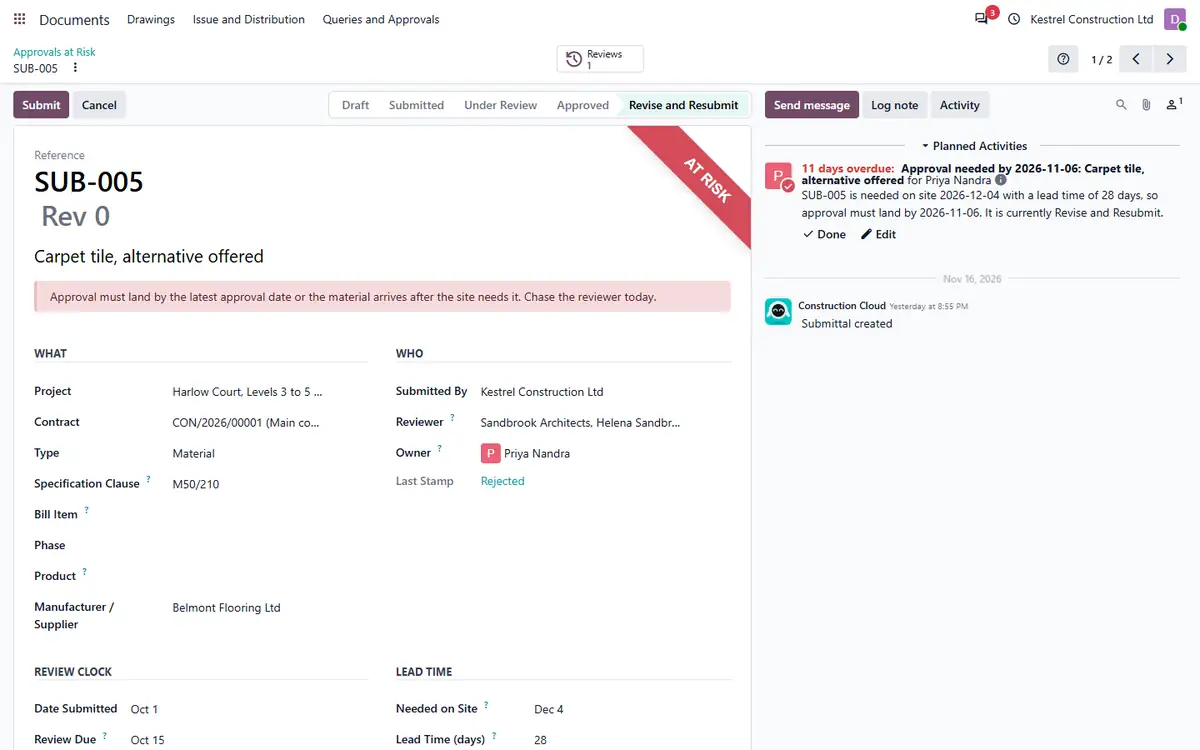 Documents Drawings Issue and Distribution Queries and Approvals 3 Kestrel Construction Ltd D
Approvals at Risk
SUB-005
Reviews
1
1 / 2
Submit Cancel Draft Submitted Under Review Approved Revise and Resubmit
Send message Log note Activity 1
Reference
SUB-005
Rev 0
AT RISK
Carpet tile, alternative offered
Approval must land by the latest approval date or the material arrives after the site needs it. Chase the reviewer today.
WHAT
Project Harlow Court, Levels 3 to 5 ...
Contract CON/2026/00001 (Main co...
Type Material
Specification Clause ? M50/210
Bill Item ?
Phase
Product ?
Manufacturer /
Supplier
Belmont Flooring Ltd
WHO
Submitted By Kestrel Construction Ltd
Reviewer ? Sandbrook Architects, Helena Sandbr...
Owner ? P Priya Nandra
Last Stamp Rejected
REVIEW CLOCK
Date Submitted Oct 1
Review Due ? Oct 15
LEAD TIME
Needed on Site ? Dec 4
Lead Time (days) ? 28
Planned Activities
P
11 days overdue: Approval needed by 2026-11-06: Carpet tile,
alternative offered for Priya Nandra
SUB-005 is needed on site 2026-12-04 with a lead time of 28 days, so
approval must land by 2026-11-06. It is currently Revise and Resubmit.
Done Edit
Nov 16, 2026
Construction Cloud Yesterday at 8:55 PM
Submittal created